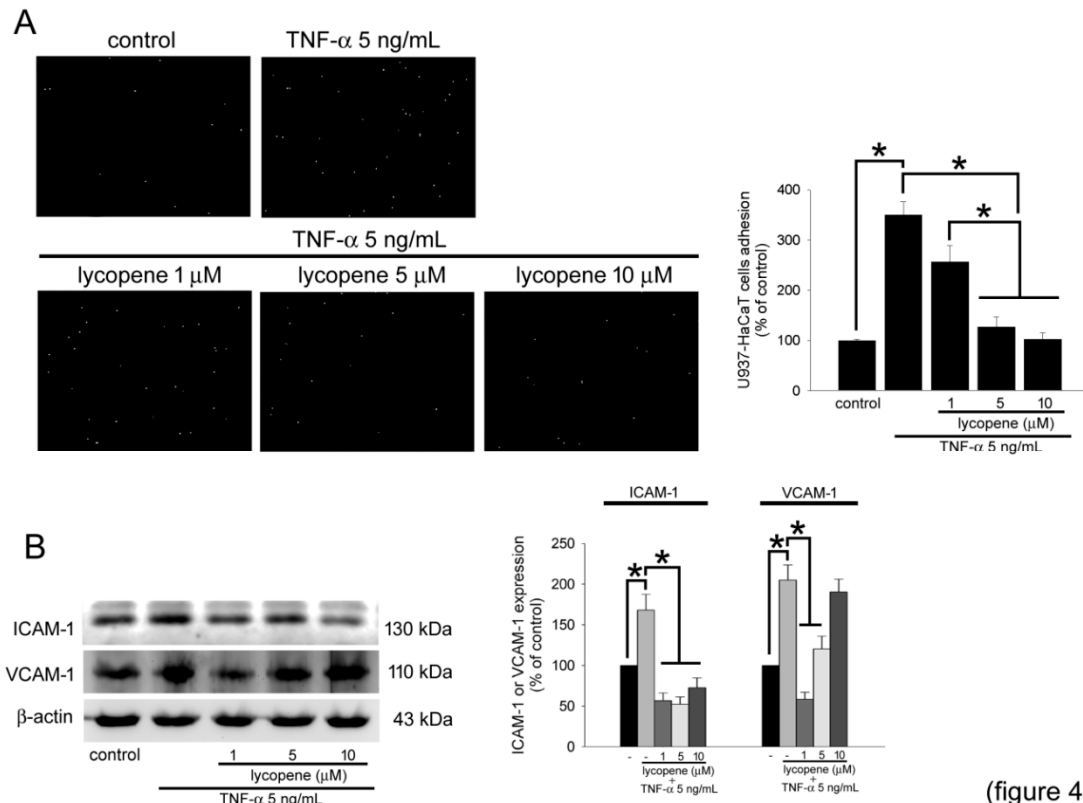 A
control
TNF-α 5 ng/mL
TNF-α 5 ng/mL
lycopene 1 μM
lycopene 5 μM
lycopene 10 μM
U937-HaCaT cells adhesion
(% of control)
400
300
200
100
0
*
*
*
control
1 5 10
lycopene (μM)
TNF-α 5 ng/mL
B
ICAM-1
130 kDa
VCAM-1
110 kDa
β-actin
43 kDa
control
1 5 10
lycopene (μM)
TNF-α 5 ng/mL
ICAM-1
VCAM-1
ICAM-1 or VCAM-1 expression
(% of control)
250
200
150
100
50
0
* *
* *
- - 1 5 10
- - 1 5 10
lycopene (μM)
+
TNF-α 5 ng/mL
lycopene (μM)
+
TNF-α 5 ng/mL
(figure 4